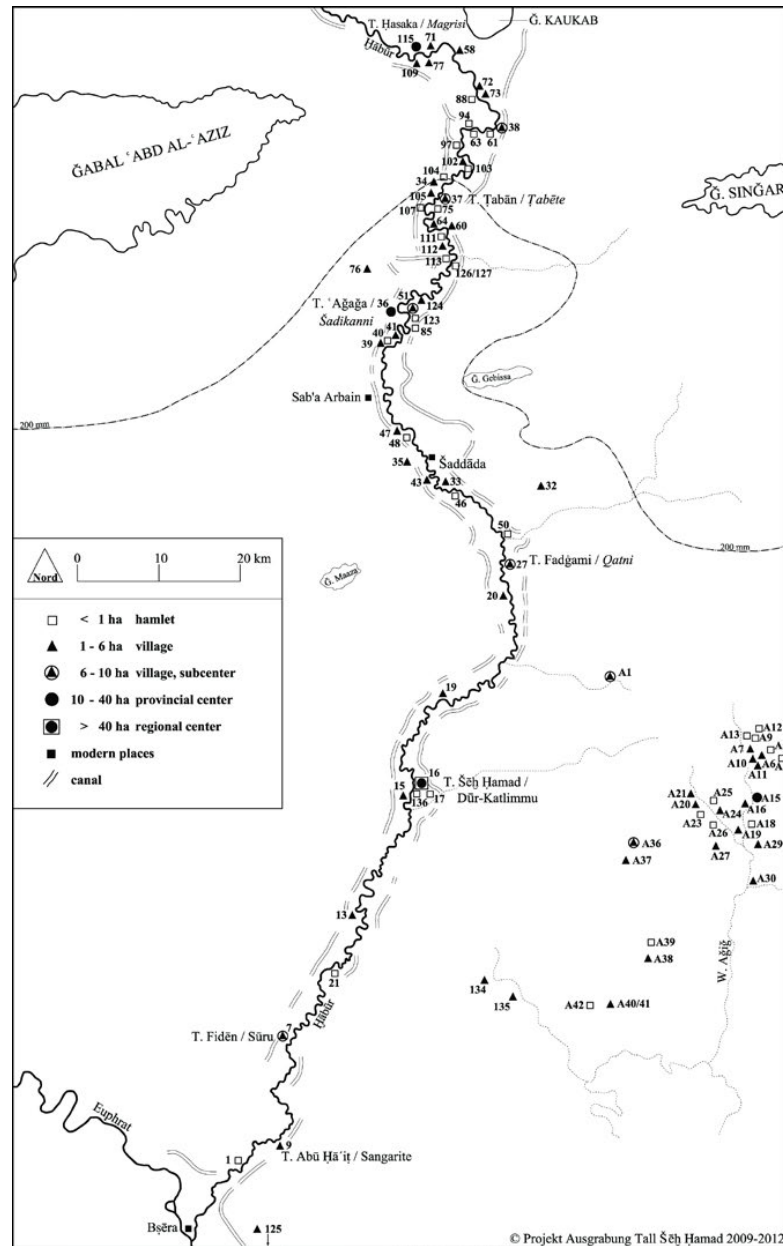 T. Ḥasaka / Magrisi
Ḫābūr
115
71
58
Ğ. KAUKAB
109
77
72
73
88
94
38
63
61
97
102
103
104
34
105
37
T. Ṭabān / Ṭabēte
107
75
64
60
111
112
113
126/127
76
ĞABAL ʿABD AL-ʿAZIZ
Ğ. SINĞAR
51
T. ʿAğağa /
Šadikanni
36
124
123
85
41
40
39
Ğ. Gebissa
Sab'a Arbain
200 mm
47
48
Šaddāda
35
43
33
46
32
50
200 mm
27
T. Fadġami / Qatni
20
Ğ. Maaza
Nord
0 10 20 km
< 1 ha hamlet
1 - 6 ha village
6 - 10 ha village, subcenter
10 - 40 ha provincial center
> 40 ha regional center
modern places
canal
A1
19
A12
A13
A9
A7
A10
A6
A11
16
T. Šēḫ Ḥamad /
Dūr-Katlimmu
15
136
17
A21
A25
A15
A20
A24
A16
A23
A26
A18
A19
A27
A29
A36
A37
A30
13
A39
A38
21
134
135
A42
A40/41
W. Ağiğ
Ḫābūr
7
T. Fidēn / Sūru
Euphrat
9
T. Abū Ḥāʾiṭ / Sangarite
1
Bṣēra
125
© Projekt Ausgrabung Tall Šēḫ Ḥamad 2009-2012